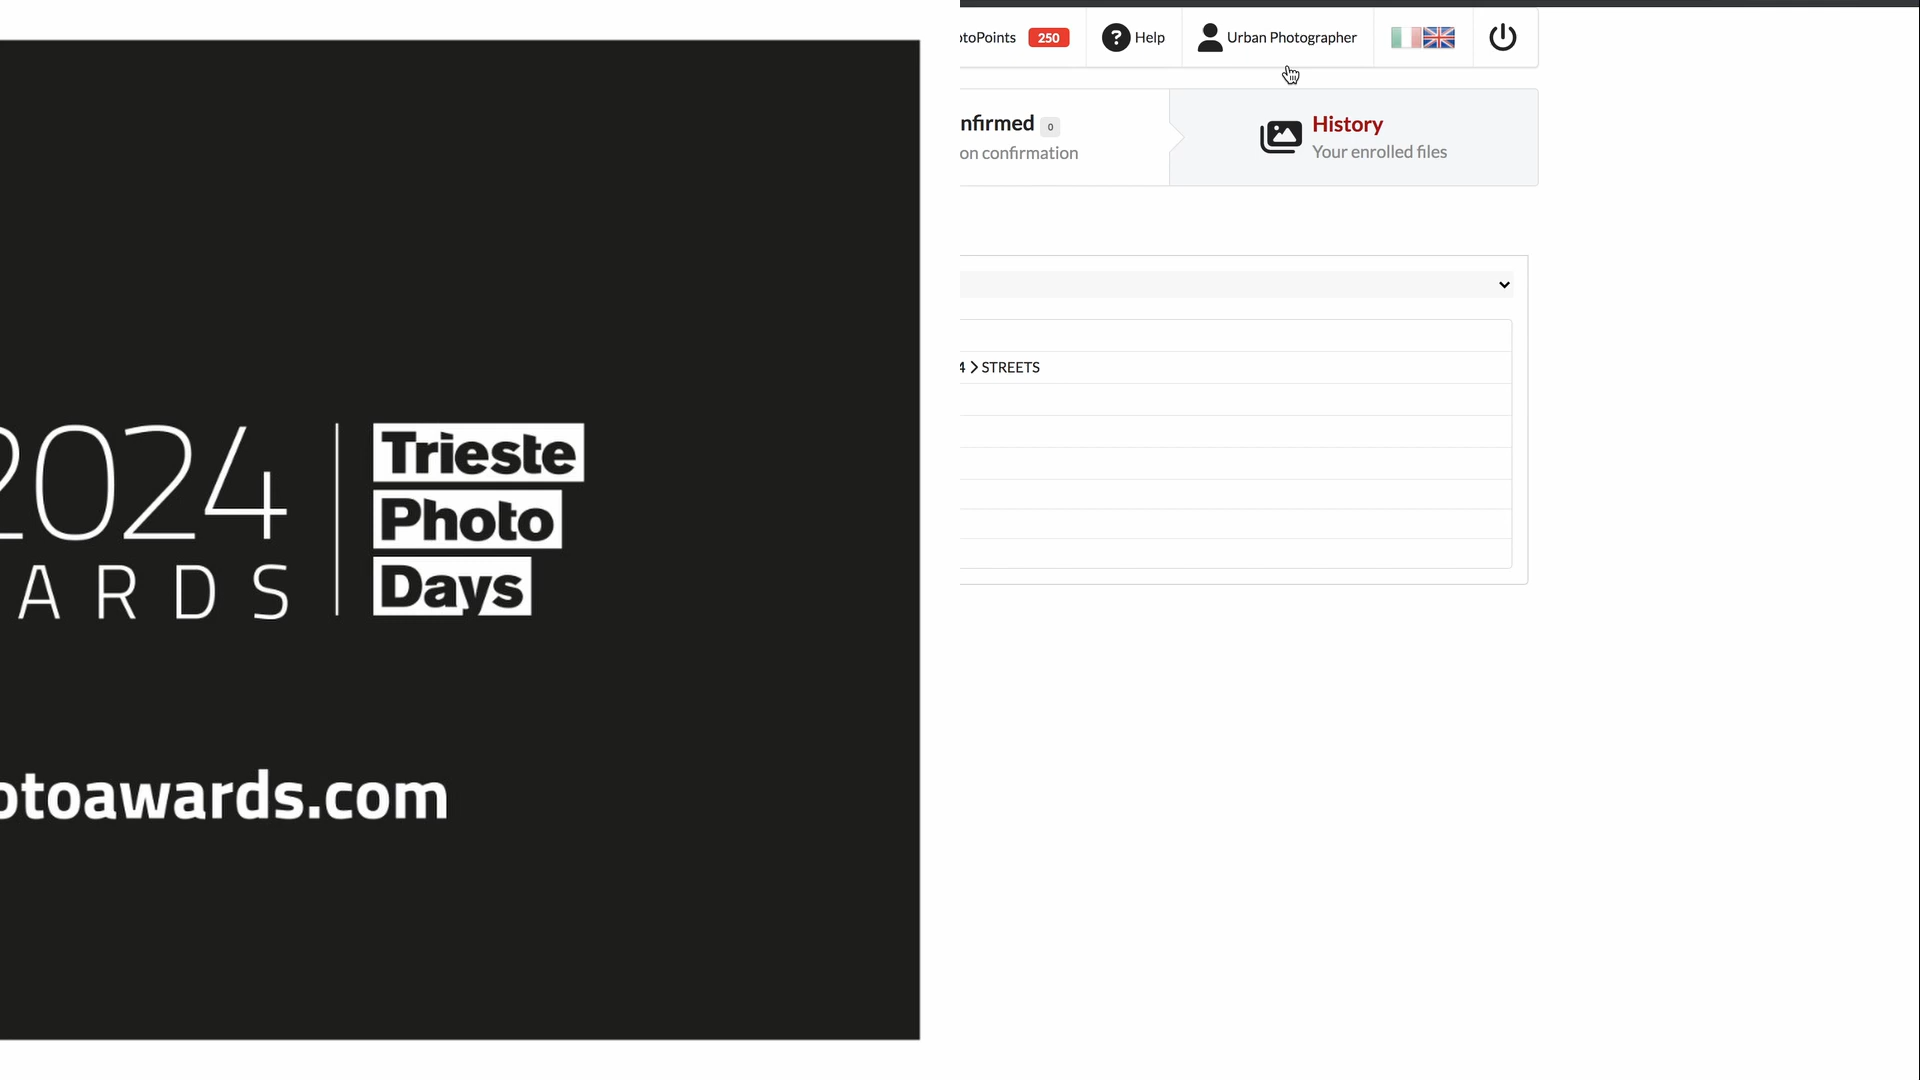 2024
ARDS
Trieste
Photo
Days
otoawards.com
otoPoints 250
Help
Urban Photographer
nfirmed 0
on confirmation
History
Your enrolled files
4 > STREETS